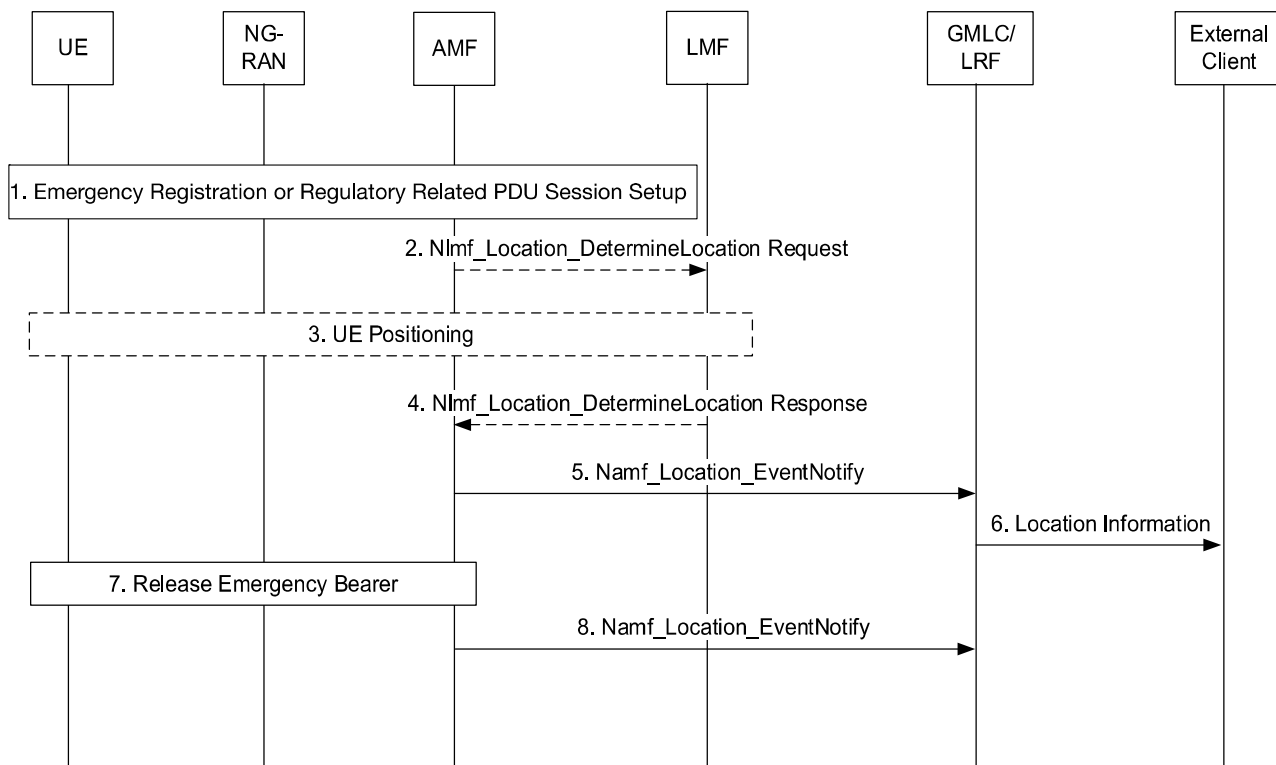 UE
NG-
RAN
AMF
LMF
GMLC/
LRF
External
Client
1. Emergency Registration or Regulatory Related PDU Session Setup
2. Nlmf_Location_DetermineLocation Request
3. UE Positioning
4. Nlmf_Location_DetermineLocation Response
5. Namf_Location_EventNotify
6. Location Information
7. Release Emergency Bearer
8. Namf_Location_EventNotify